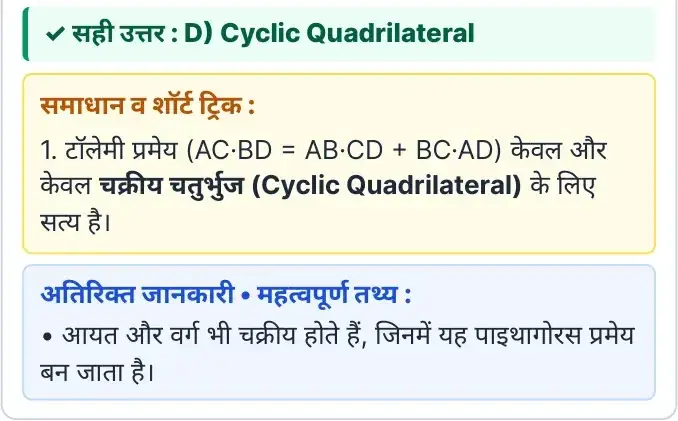 ✓ सही उत्तर : D) Cyclic Quadrilateral
समाधान व शॉर्ट ट्रिक :
1. टॉलेमी प्रमेय (AC·BD = AB·CD + BC·AD) केवल और
केवल चक्रीय चतुर्भुज (Cyclic Quadrilateral) के लिए
सत्य है।
अतिरिक्त जानकारी • महत्वपूर्ण तथ्य :
• आयत और वर्ग भी चक्रीय होते हैं, जिनमें यह पाइथागोरस प्रमेय
बन जाता है।